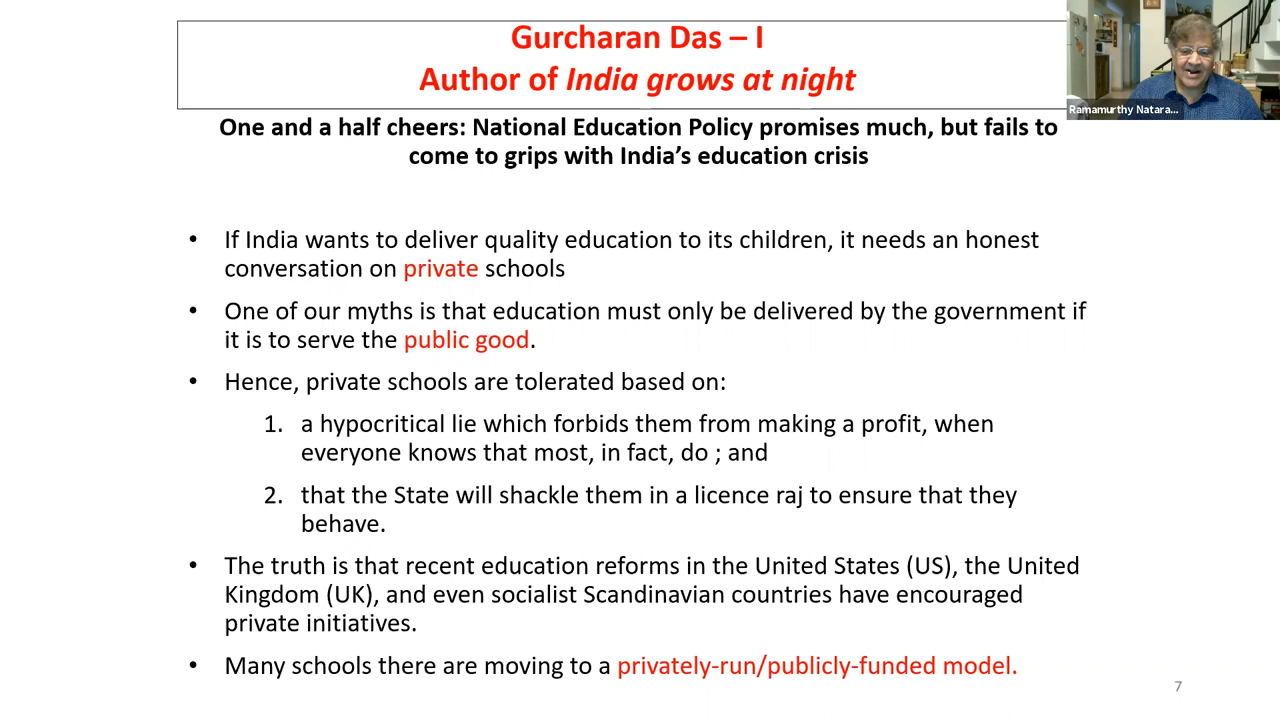 Gurcharan Das – I
Author of India grows at night
Ramamurthy Natara...
One and a half cheers: National Education Policy promises much, but fails to
come to grips with India’s education crisis
• If India wants to deliver quality education to its children, it needs an honest
conversation on private schools
• One of our myths is that education must only be delivered by the government if
it is to serve the public good.
• Hence, private schools are tolerated based on:
1. a hypocritical lie which forbids them from making a profit, when
everyone knows that most, in fact, do ; and
2. that the State will shackle them in a licence raj to ensure that they
behave.
• The truth is that recent education reforms in the United States (US), the United
Kingdom (UK), and even socialist Scandinavian countries have encouraged
private initiatives.
• Many schools there are moving to a privately-run/publicly-funded model.
7